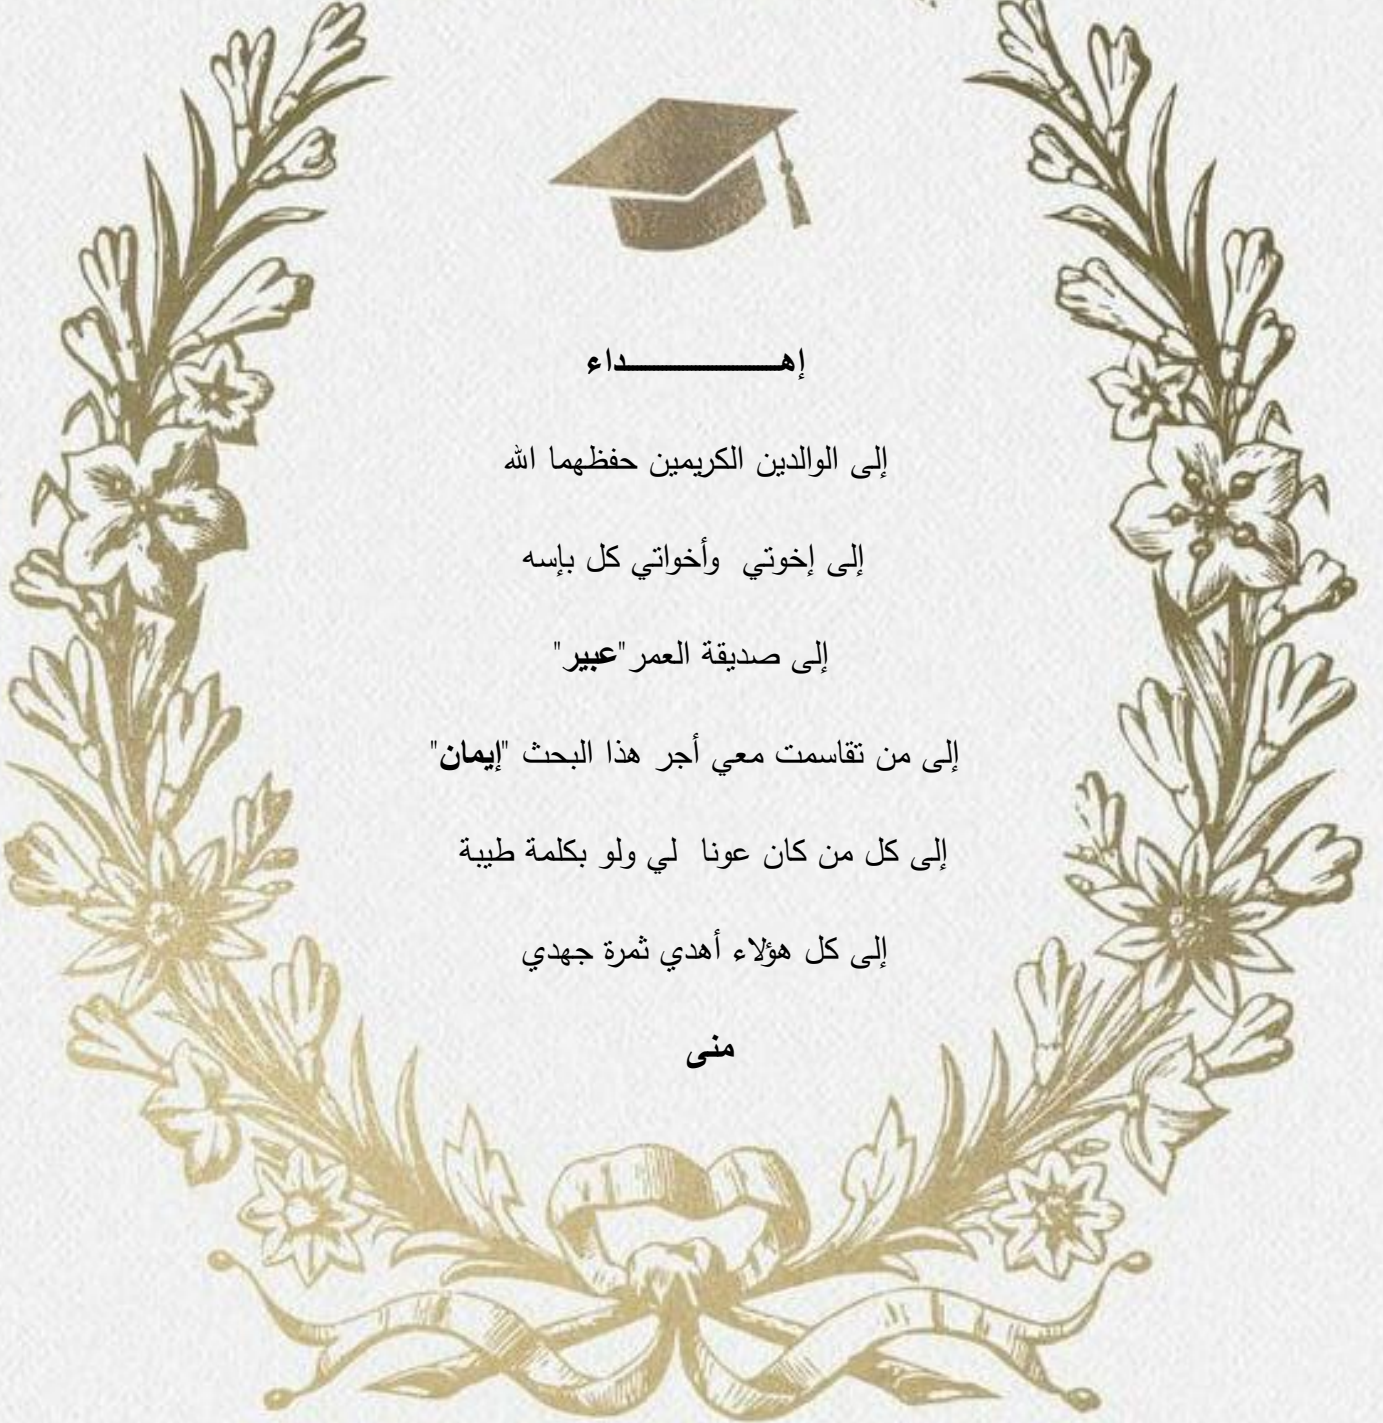 إهـــــــــــداء
إلى الوالدين الكريمين حفظهما الله
إلى إخوتي وأخواتي كل بإسه
إلى صديقة العمر "عبير"
إلى من تقاسمت معي أجر هذا البحث "إيمان"
إلى كل من كان عونا لي ولو بكلمة طيبة
إلى كل هؤلاء أهدي ثمرة جهدي
منى